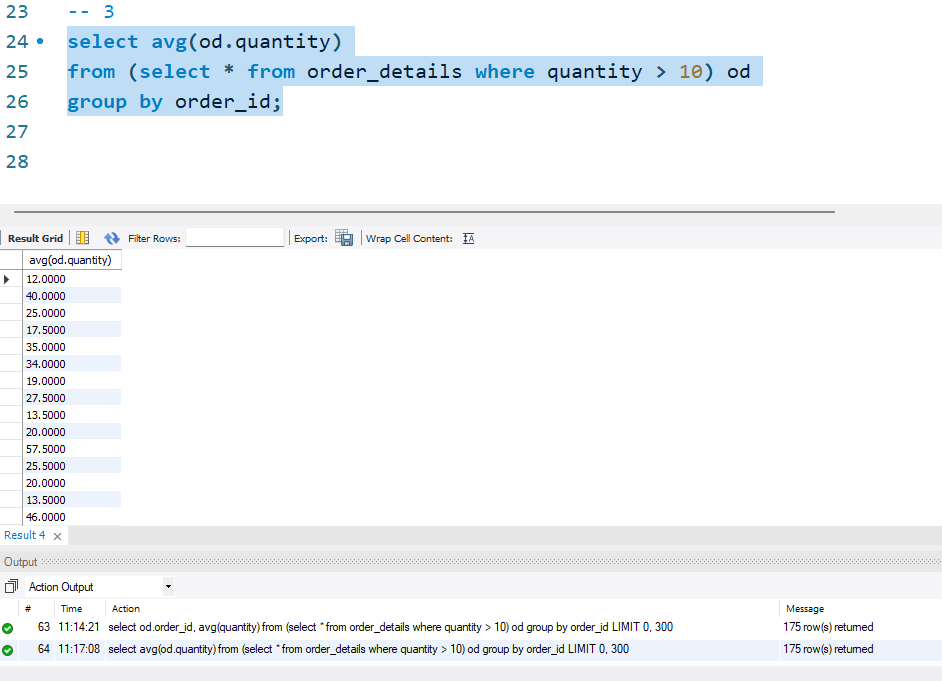 23 -- 3
24 select avg(od.quantity)
25 from (select * from order_details where quantity > 10) od
26 group by order_id;
27
28
Result Grid Filter Rows: Export: Wrap Cell Content:
avg(od.quantity)
12.0000
40.0000
25.0000
17.5000
35.0000
34.0000
19.0000
27.5000
13.5000
20.0000
57.5000
25.5000
20.0000
13.5000
46.0000
Result 4
Output
Action Output
# Time Action Message
63 11:14:21 select od.order_id, avg(quantity) from (select * from order_details where quantity > 10) od group by order_id LIMIT 0, 300 175 row(s) returned
64 11:17:08 select avg(od.quantity) from (select * from order_details where quantity > 10) od group by order_id LIMIT 0, 300 175 row(s) returned